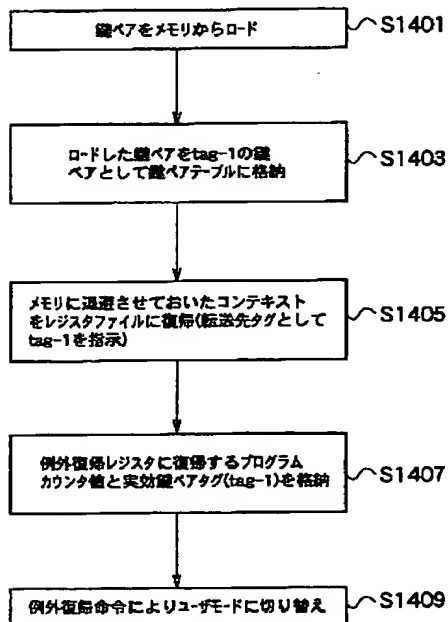 鍵ペアをメモリからロード
S1401
ロードした鍵ペアをtag-1の鍵
ペアとして鍵ペアテーブルに格納
S1403
メモリに退避させておいたコンテキスト
をレジスタファイルに復帰(転送先タグとして
tag-1を指示)
S1405
例外復帰レジスタに復帰するプログラム
カウンタ値と実効鍵ペアタグ(tag-1)を格納
S1407
例外復帰命令によりユーザモードに切り替え
S1409